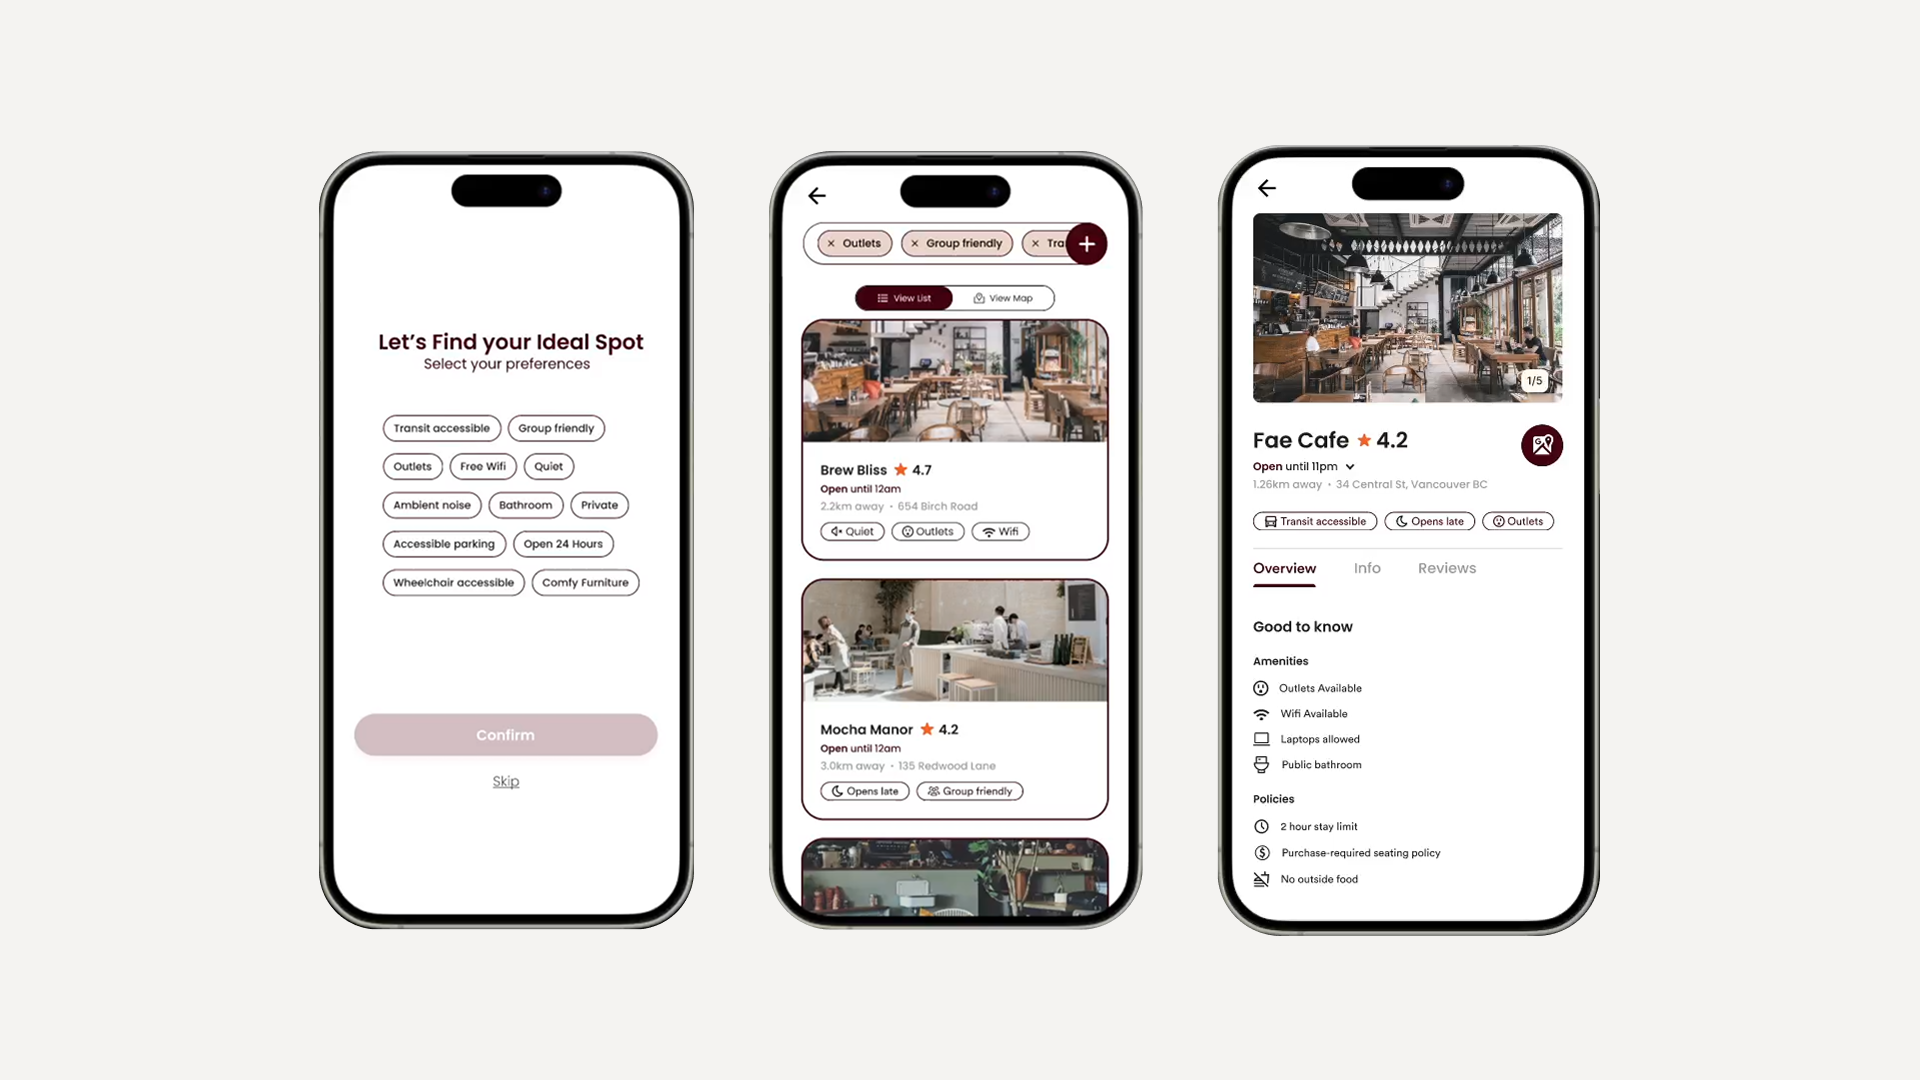 Let's Find your Ideal Spot
Select your preferences
Transit accessible
Group friendly
Outlets
Free Wifi
Quiet
Ambient noise
Bathroom
Private
Accessible parking
Open 24 Hours
Wheelchair accessible
Comfy Furniture
Confirm
Skip
× Outlets
× Group friendly
× Tra
+
View List
View Map
Brew Bliss ★ 4.7
Open until 12am
2.2km away • 654 Birch Road
Quiet
Outlets
Wifi
Mocha Manor ★ 4.2
Open until 12am
3.0km away • 135 Redwood Lane
Opens late
Group friendly
1/5
Fae Cafe ★ 4.2
Open until 11pm
1.26km away • 34 Central St, Vancouver BC
Transit accessible
Opens late
Outlets
Overview
Info
Reviews
Good to know
Amenities
Outlets Available
Wifi Available
Laptops allowed
Public bathroom
Policies
2 hour stay limit
Purchase-required seating policy
No outside food